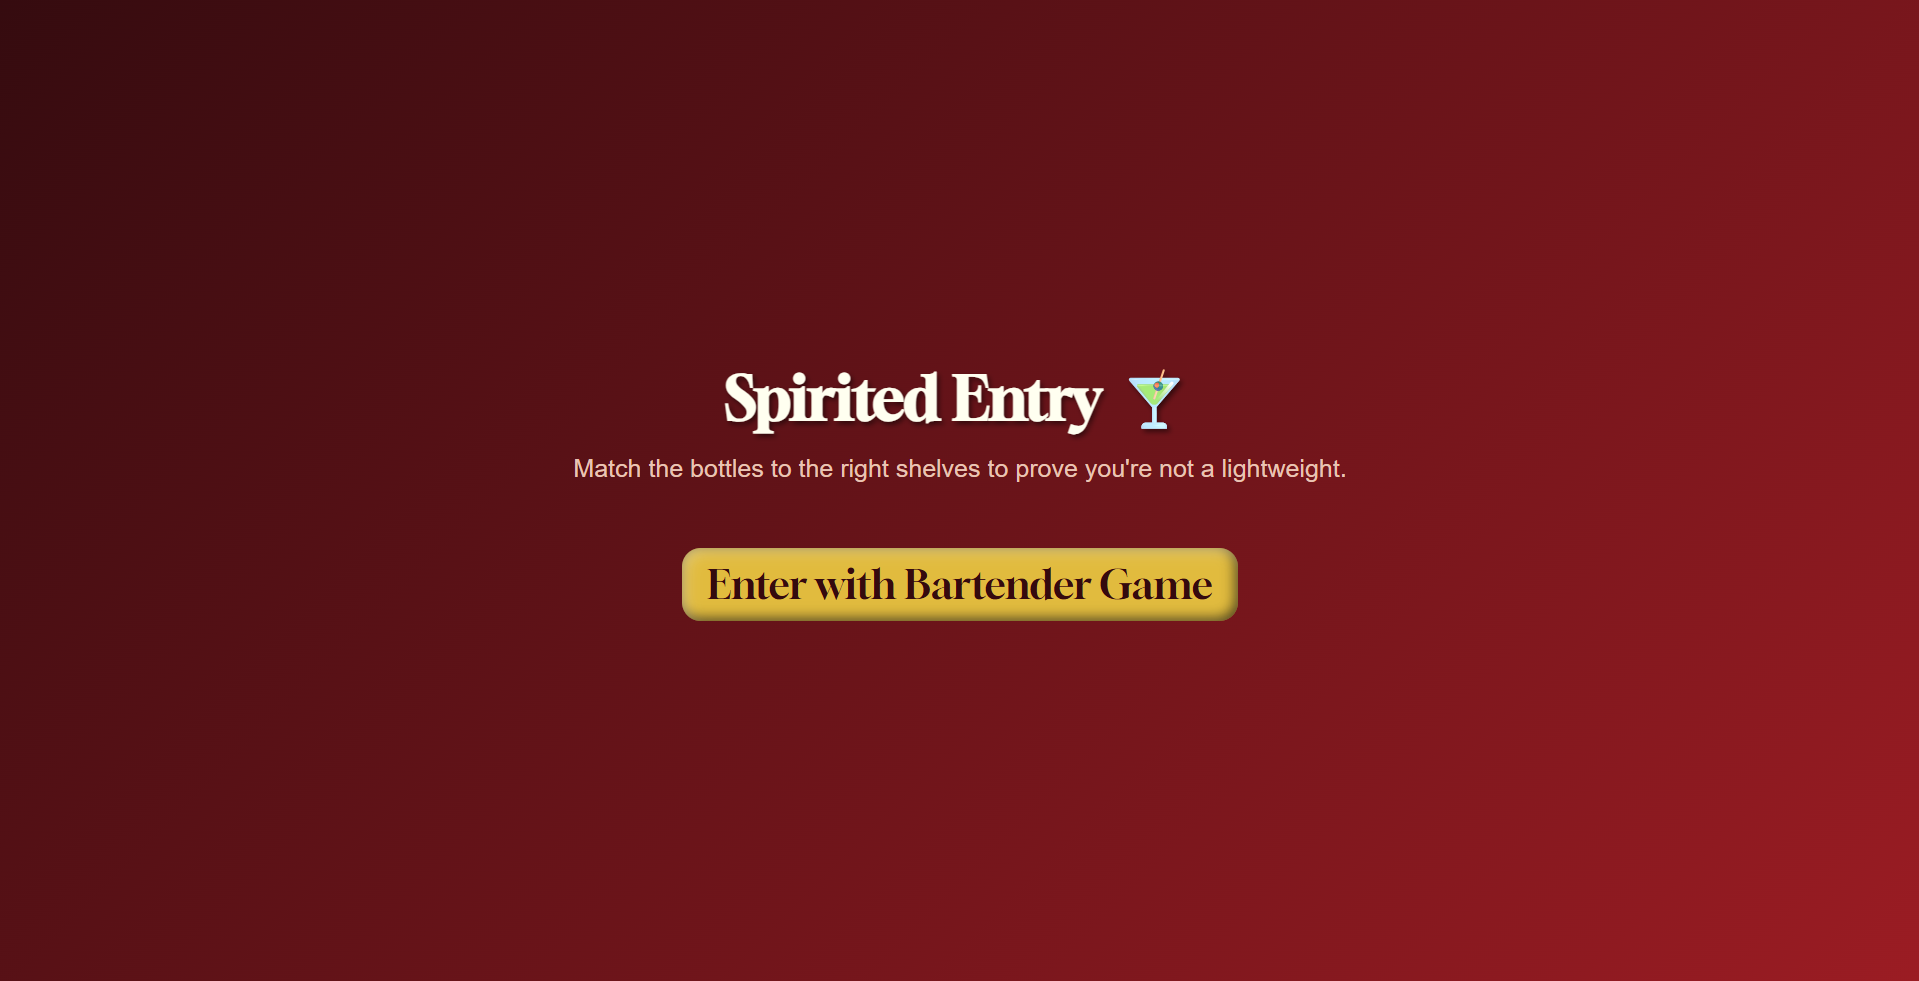 Spirited Entry
Match the bottles to the right shelves to prove you're not a lightweight.
Enter with Bartender Game